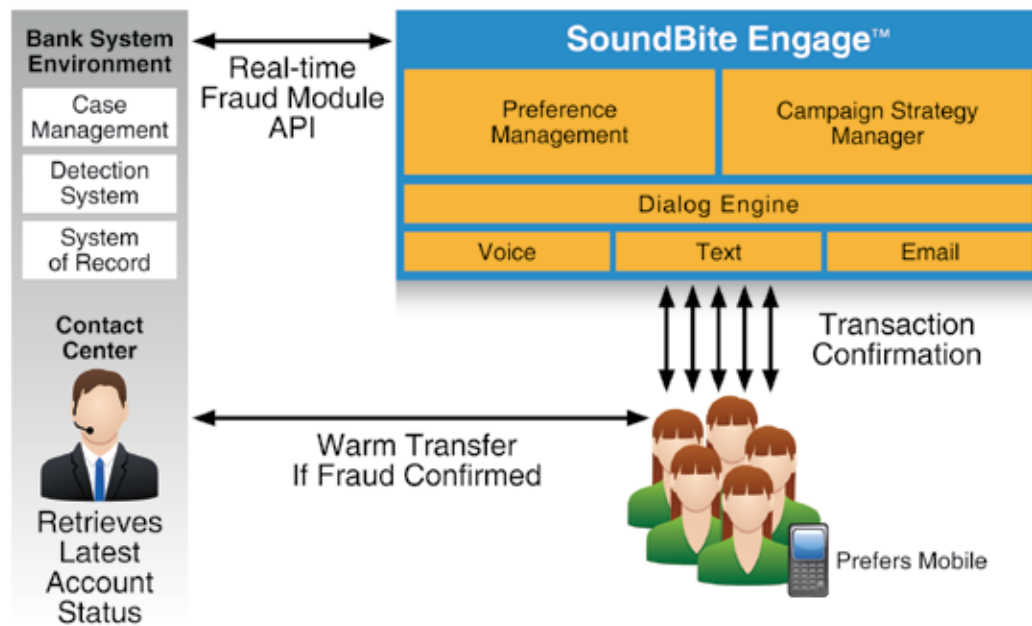 Bank System
Environment
Case
Management
Detection
System
System
of Record
Contact
Center
Retrieves
Latest
Account
Status
Real-time
Fraud Module
API
SoundBite Engage™
Preference
Management
Campaign Strategy
Manager
Dialog Engine
Voice
Text
Email
Transaction
Confirmation
Warm Transfer
If Fraud Confirmed
Prefers Mobile